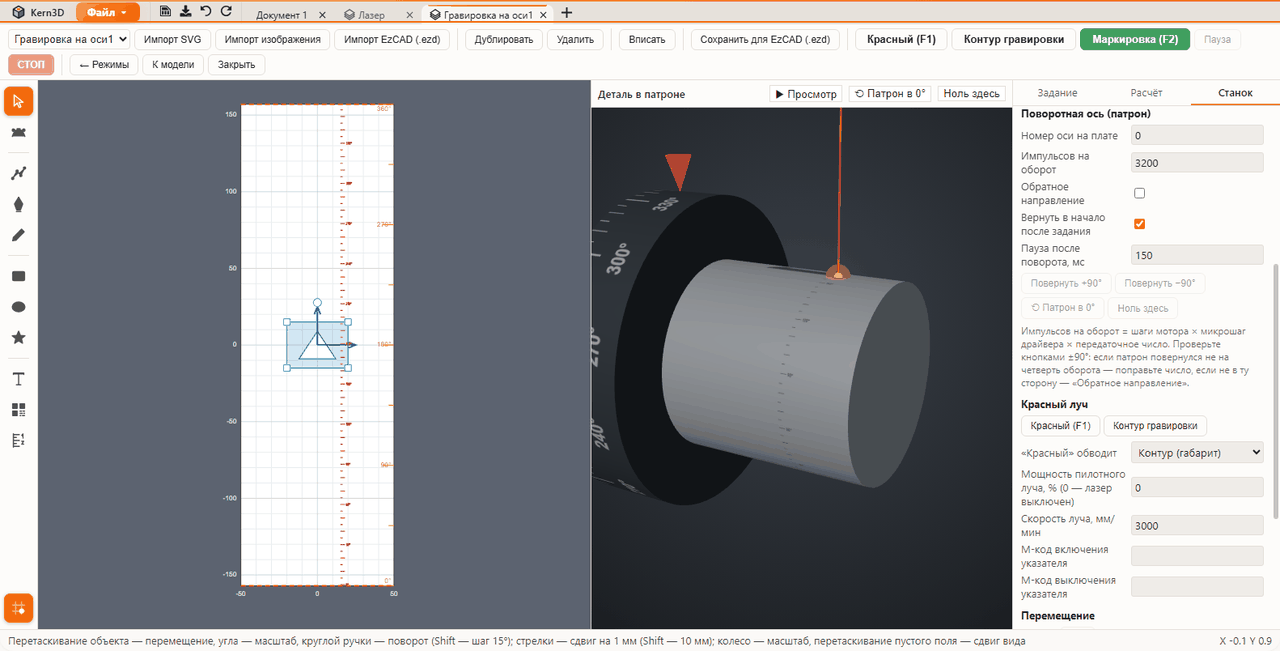 Kern3D Файл Документ 1 × Лазер × Гравировка на оси1 × +
Гравировка на оси1 Импорт SVG Импорт изображения Импорт EzCAD (.ezd) Дублировать Удалить Вписать Сохранить для EzCAD (.ezd) Красный (F1) Контур гравировки Маркировка (F2) Пауза
СТОП ← Режимы К модели Закрыть
Деталь в патроне ▶ Просмотр ⟲ Патрон в 0° Ноль здесь
Задание Расчёт Станок
150
100
50
0
-50
-100
-150
-50 0 50
360°
270°
180°
90°
0°
330°
300°
270°
240°
Поворотная ось (патрон)
Номер оси на плате 0
Импульсов на
оборот
3200
Обратное
направление
Вернуть в начало
после задания
Пауза после
поворота, мс
150
Повернуть +90° Повернуть −90°
⟲ Патрон в 0° Ноль здесь
Импульсов на оборот = шаги мотора × микрошаг
драйвера × передаточное число. Проверьте
кнопками ±90°: если патрон повернулся не на
четверть оборота — поправьте число, если не в ту
сторону — «Обратное направление».
Красный луч
Красный (F1) Контур гравировки
«Красный» обводит Контур (габарит)
Мощность пилотного
луча, % (0 — лазер
выключен)
0
Скорость луча, мм/
мин
3000
M-код включения
указателя
M-код выключения
указателя
Перемещение
Перетаскивание объекта — перемещение, угла — масштаб, круглой ручки — поворот (Shift — шаг 15°); стрелки — сдвиг на 1 мм (Shift — 10 мм); колесо — масштаб, перетаскивание пустого поля — сдвиг вида X -0.1 Y 0.9